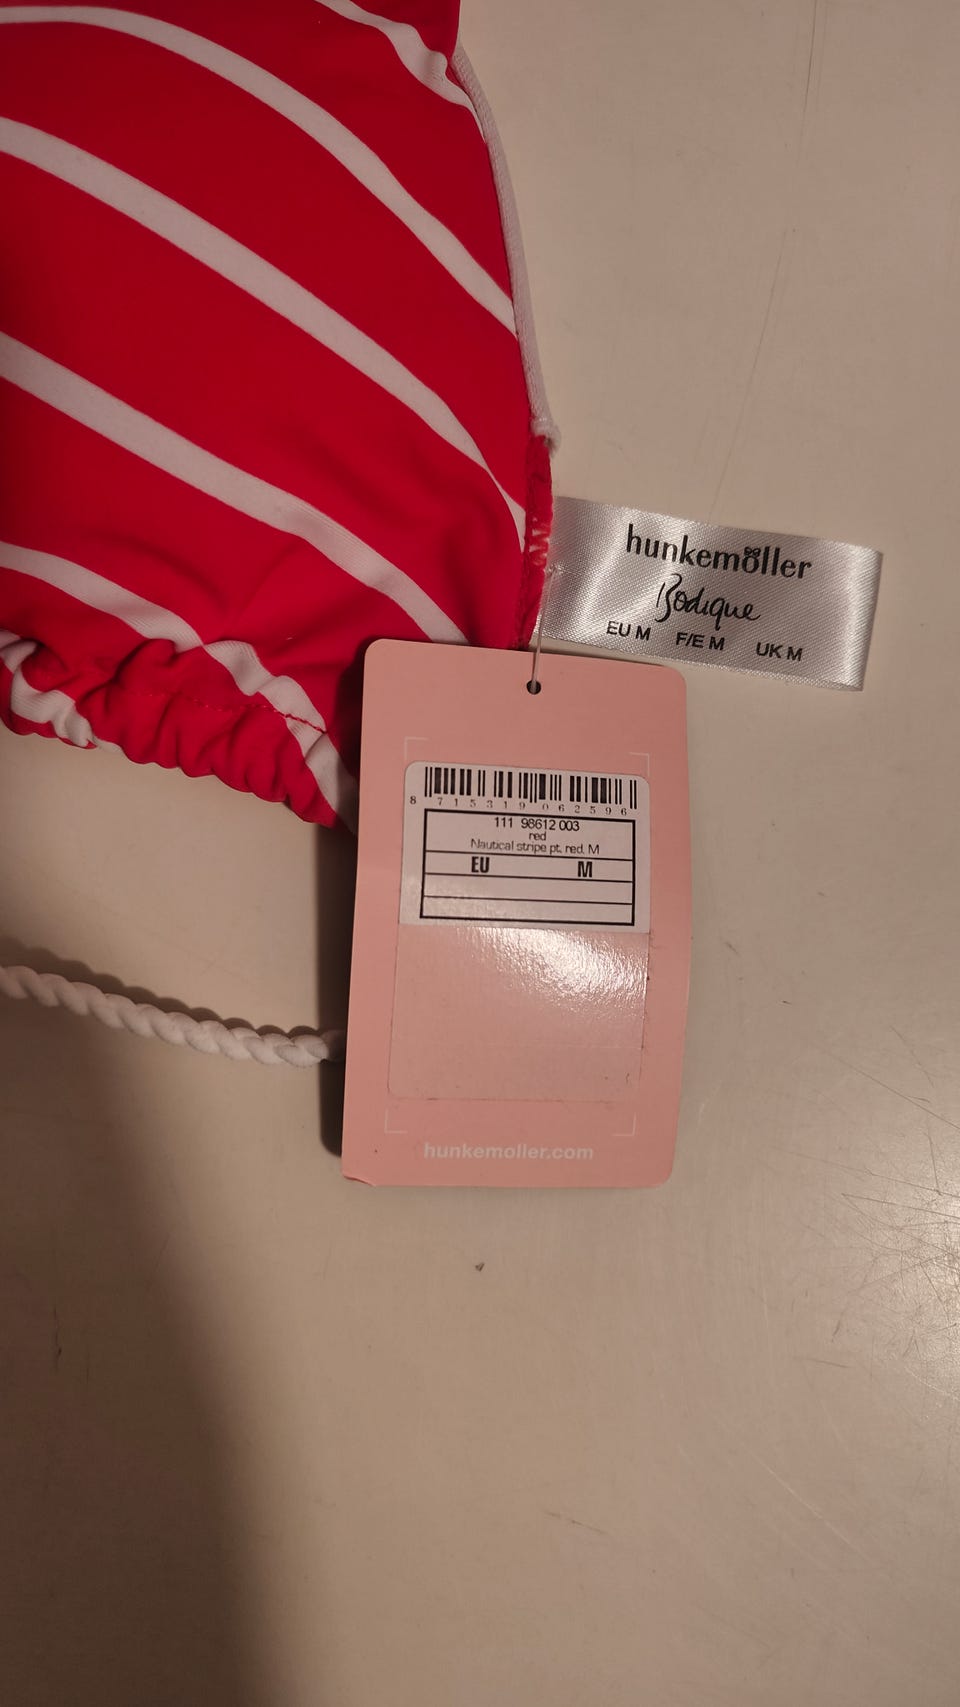 hunkemöller
Bodique
EU M F/E M UK M
8 715319 062596
111 98612 003
red
Nautical stripe pt. red. M
EU M
hunkemoller.com